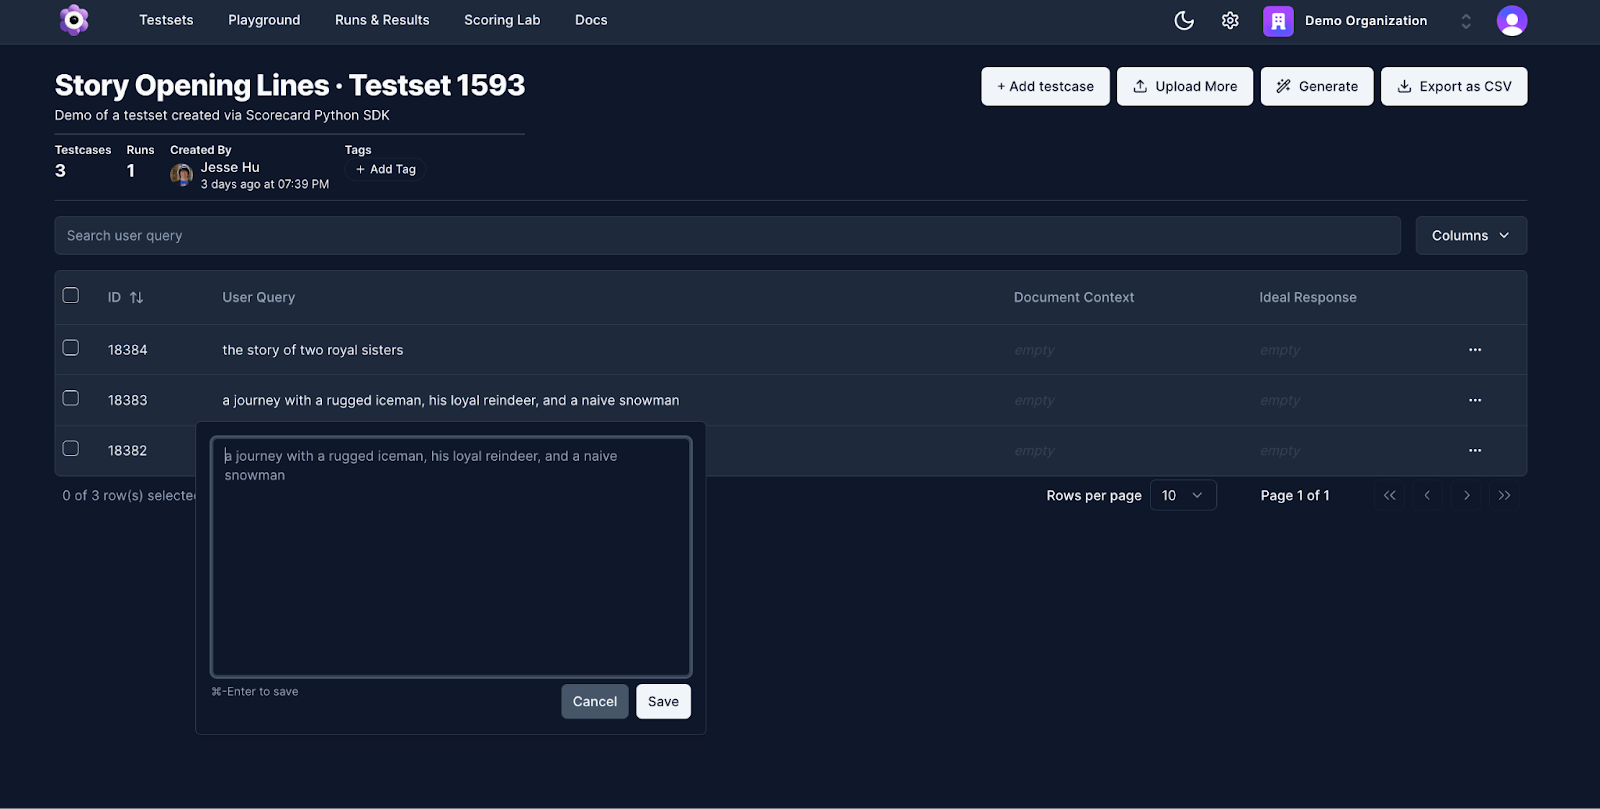 Testsets Playground Runs & Results Scoring Lab Docs Demo Organization
Story Opening Lines · Testset 1593
+ Add testcase Upload More Generate Export as CSV
Demo of a testset created via Scorecard Python SDK
Testcases Runs Created By Tags
3 1 Jesse Hu + Add Tag
3 days ago at 07:39 PM
Search user query Columns
ID User Query Document Context Ideal Response
18384 the story of two royal sisters empty empty ...
18383 a journey with a rugged iceman, his loyal reindeer, and a naive snowman empty empty ...
18382 empty empty ...
a journey with a rugged iceman, his loyal reindeer, and a naive
snowman
0 of 3 row(s) selected Rows per page 10 Page 1 of 1
⌘-Enter to save
Cancel Save